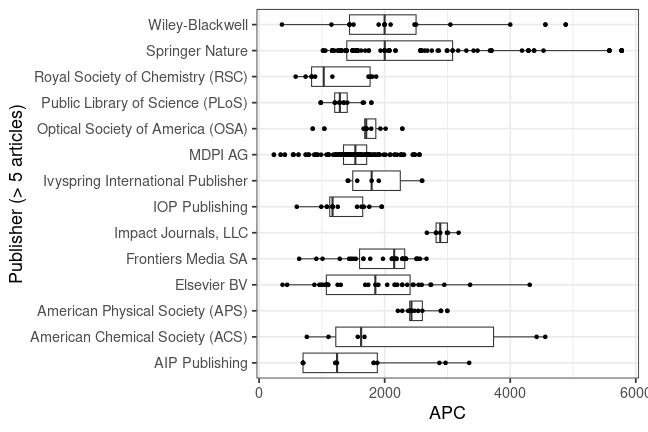 Publisher (> 5 articles)
Wiley-Blackwell
Springer Nature
Royal Society of Chemistry (RSC)
Public Library of Science (PLoS)
Optical Society of America (OSA)
MDPI AG
Ivyspring International Publisher
IOP Publishing
Impact Journals, LLC
Frontiers Media SA
Elsevier BV
American Physical Society (APS)
American Chemical Society (ACS)
AIP Publishing
0 2000 4000 6000
APC